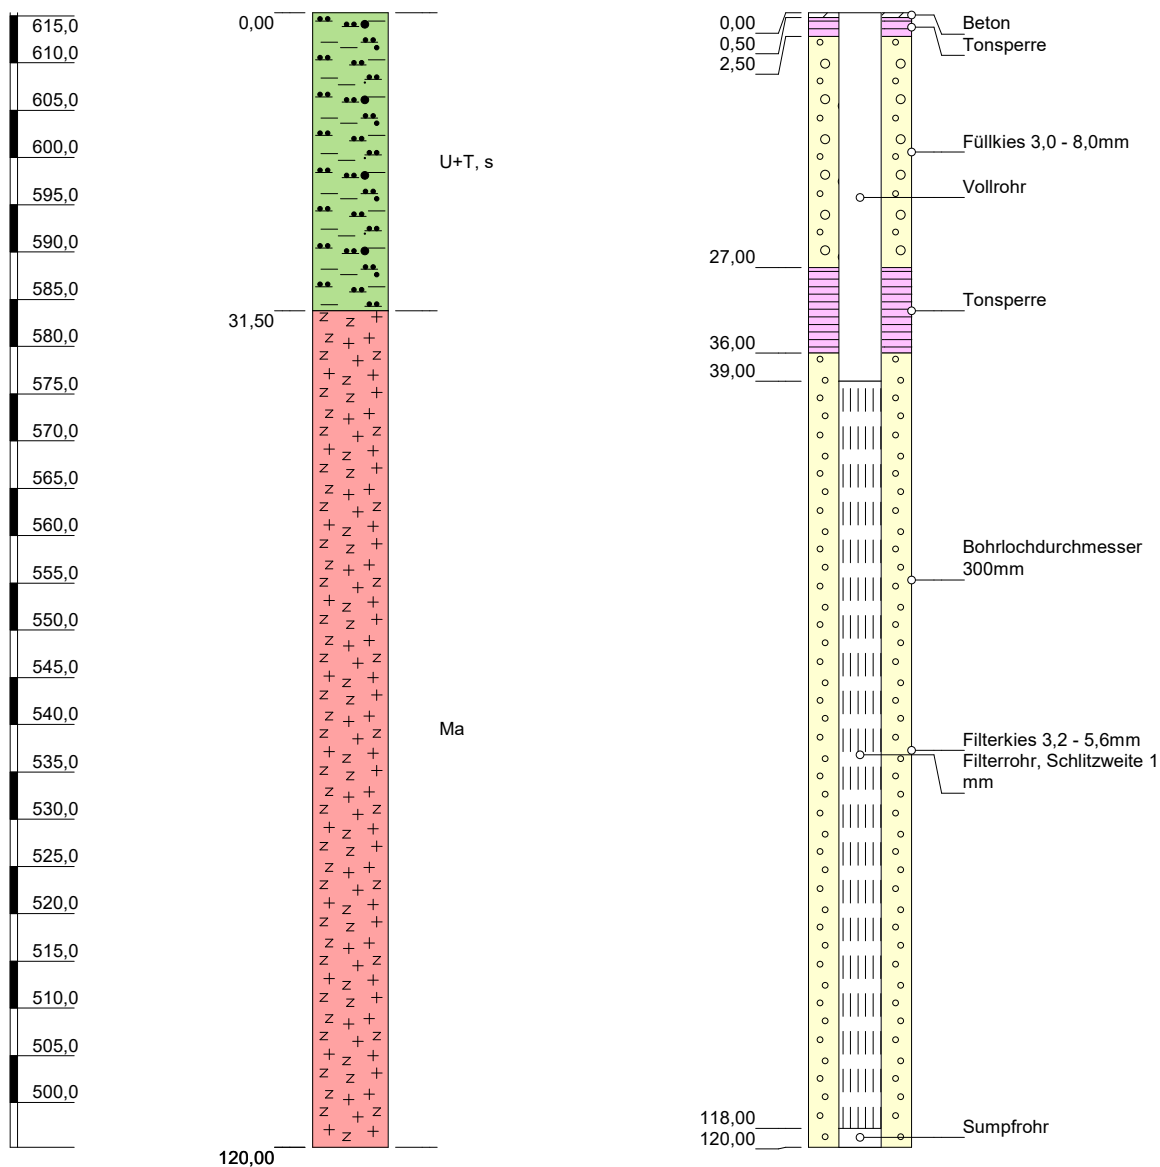 615,0
610,0
605,0
600,0
595,0
590,0
585,0
580,0
575,0
570,0
565,0
560,0
555,0
550,0
545,0
540,0
535,0
530,0
525,0
520,0
515,0
510,0
505,0
500,0
0,00
U+T, s
31,50
Ma
120,00
0,00
0,50
2,50
27,00
36,00
39,00
118,00
120,00
Beton
Tonsperre
Füllkies 3,0 - 8,0mm
Vollrohr
Tonsperre
Bohrlochdurchmesser
300mm
Filterkies 3,2 - 5,6mm
Filterrohr, Schlitzweite 1
mm
Sumpfrohr